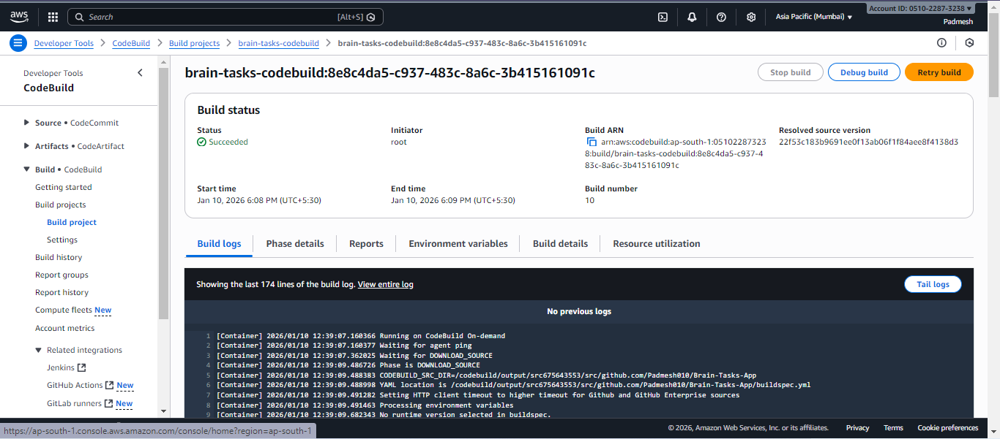 aws
Search [Alt+S]
Asia Pacific (Mumbai)
Account ID: 0510-2287-3238
Padmesh
Developer Tools
CodeBuild
Build projects
brain-tasks-codebuild
brain-tasks-codebuild:8e8c4da5-c937-483c-8a6c-3b415161091c
Developer Tools
CodeBuild
Source • CodeCommit
Artifacts • CodeArtifact
Build • CodeBuild
Getting started
Build projects
Build project
Settings
Build history
Report groups
Report history
Compute fleets New
Account metrics
Related integrations
Jenkins
GitHub Actions New
GitLab runners New
brain-tasks-codebuild:8e8c4da5-c937-483c-8a6c-3b415161091c
Stop build
Debug build
Retry build
Build status
Status
Succeeded
Initiator
root
Build ARN
arn:aws:codebuild:ap-south-1:05102287323
8:build/brain-tasks-codebuild:8e8c4da5-c937-4
83c-8a6c-3b415161091c
Resolved source version
22f53c183b9691ee0f13ab06f1f84aee8f4138d3
Start time
Jan 10, 2026 6:08 PM (UTC+5:30)
End time
Jan 10, 2026 6:09 PM (UTC+5:30)
Build number
10
Build logs
Phase details
Reports
Environment variables
Build details
Resource utilization
Showing the last 174 lines of the build log. View entire log
Tail logs
No previous logs
1 [Container] 2026/01/10 12:39:07.160366 Running on CodeBuild On-demand
2 [Container] 2026/01/10 12:39:07.160377 Waiting for agent ping
3 [Container] 2026/01/10 12:39:07.362025 Waiting for DOWNLOAD_SOURCE
4 [Container] 2026/01/10 12:39:09.486726 Phase is DOWNLOAD_SOURCE
5 [Container] 2026/01/10 12:39:09.488383 CODEBUILD_SRC_DIR=/codebuild/output/src675643553/src/github.com/Padmesh010/Brain-Tasks-App
6 [Container] 2026/01/10 12:39:09.488998 YAML location is /codebuild/output/src675643553/src/github.com/Padmesh010/Brain-Tasks-App/buildspec.yml
7 [Container] 2026/01/10 12:39:09.491282 Setting HTTP client timeout to higher timeout for Github and GitHub Enterprise sources
8 [Container] 2026/01/10 12:39:09.491463 Processing environment variables
9 [Container] 2026/01/10 12:39:09.682343 No runtime version selected in buildspec.
https://ap-south-1.console.aws.amazon.com/console/home?region=ap-south-1
© 2026, Amazon Web Services, Inc. or its affiliates.
Privacy
Terms
Cookie preferences